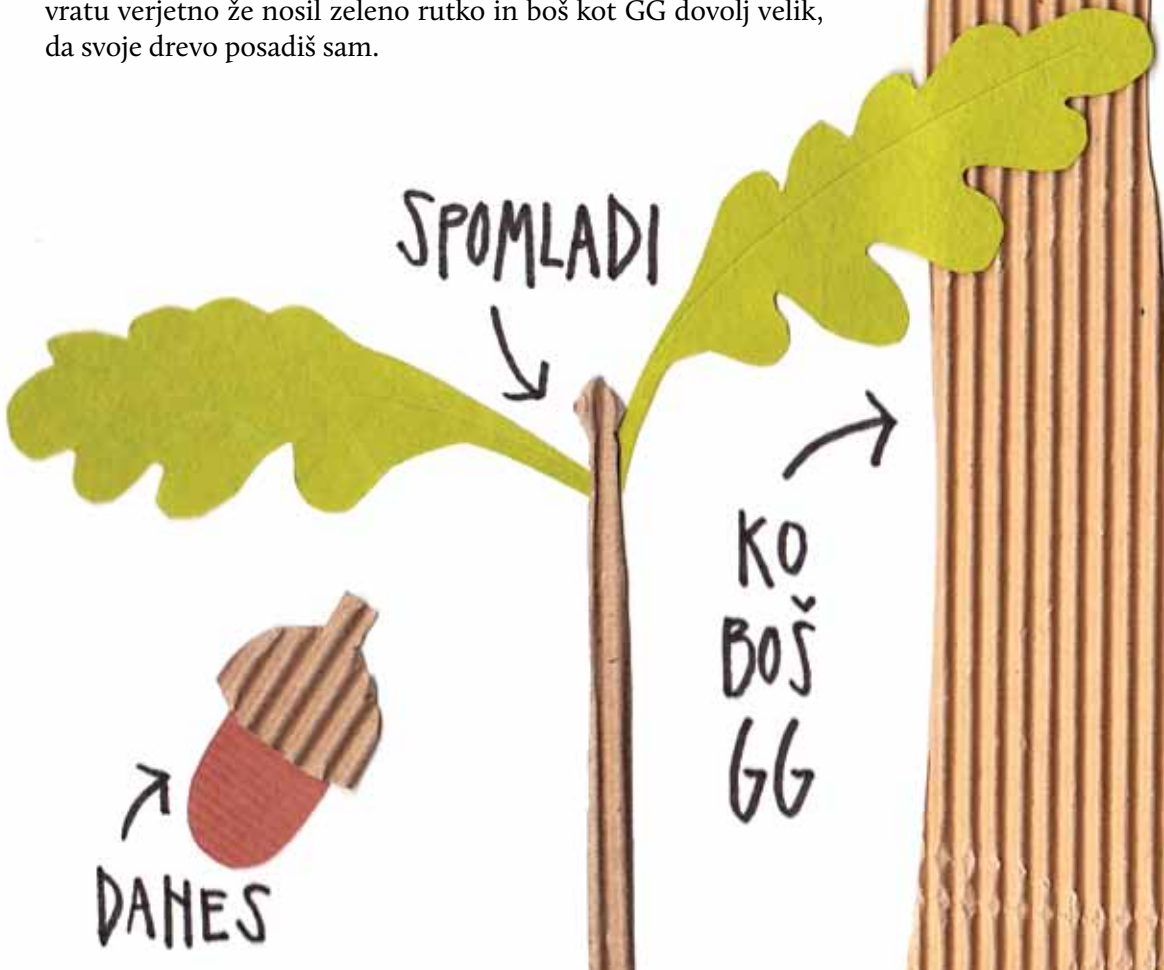 vratu verjetno že nosil zeleno rutko in boš kot GG dovolj velik,
da svoje drevo posadiš sam.
SPOMLADI
KO
BOŠ
GG
DANES